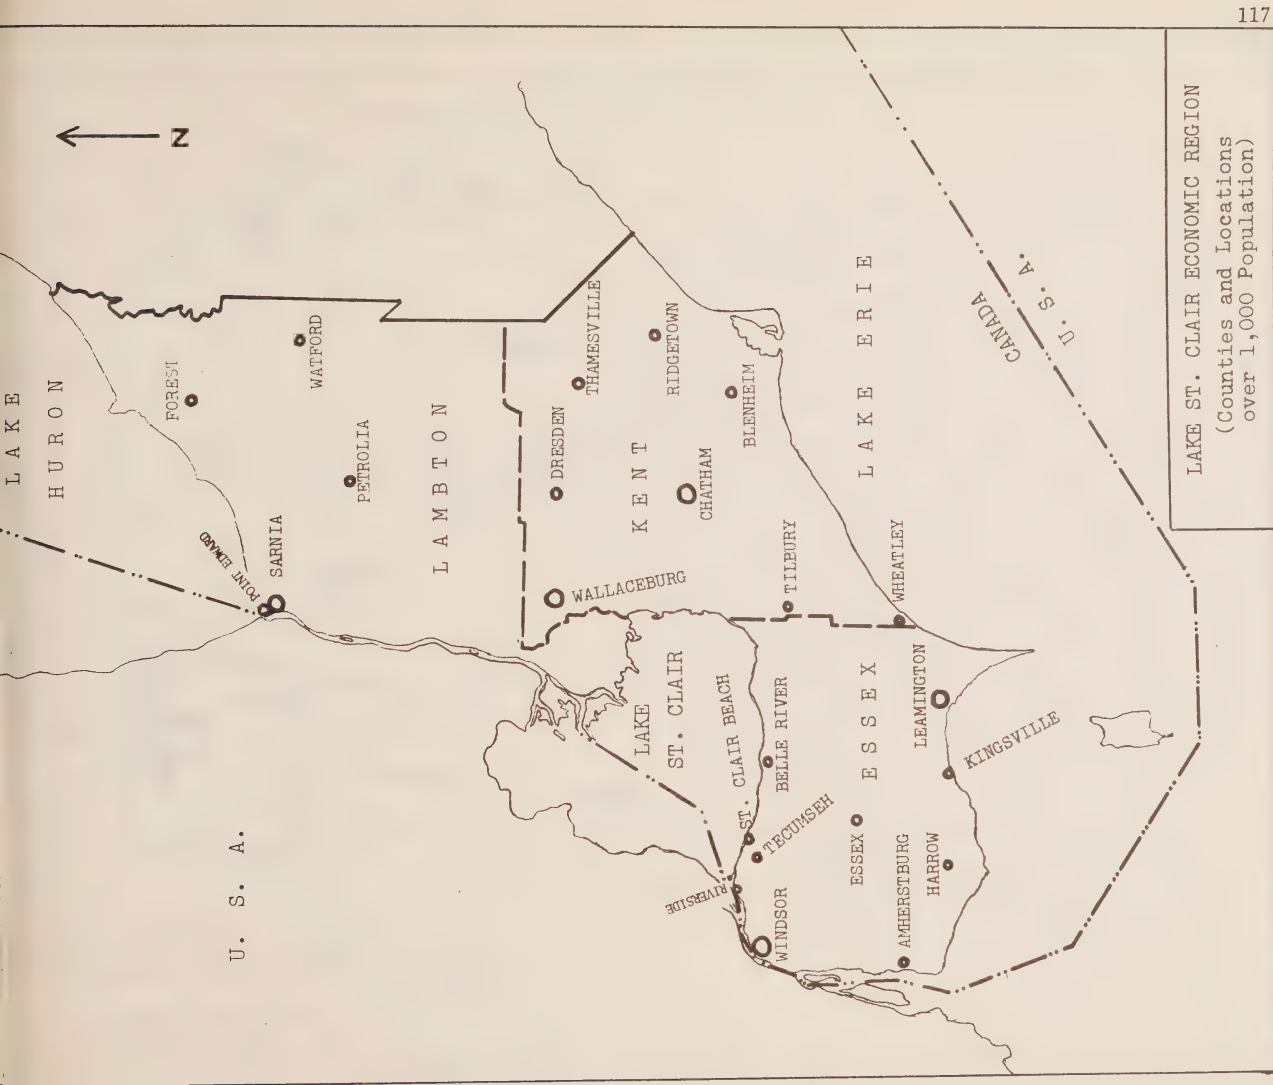 117
LAKE ST. CLAIR ECONOMIC REGION
(Counties and Locations
over 1,000 Population)
N
LAKE
HURON
FOREST
WATFORD
PETROLIA
LAMBTON
POINT EDWARD
SARNIA
THAMESVILLE
DRESDEN
RIDGETOWN
BLENHEIM
KENT
CHATHAM
WALLACEBURG
TILBURY
WHEATLEY
LAKE ERIE
CANADA
U. S. A.
LAKE
ST. CLAIR
ST. CLAIR BEACH
BELLE RIVER
TECUMSEH
RIVERSIDE
WINDSOR
ESSEX
ESSEX
LEAMINGTON
KINGSVILLE
HARROW
AMHERSTBURG
U. S. A.